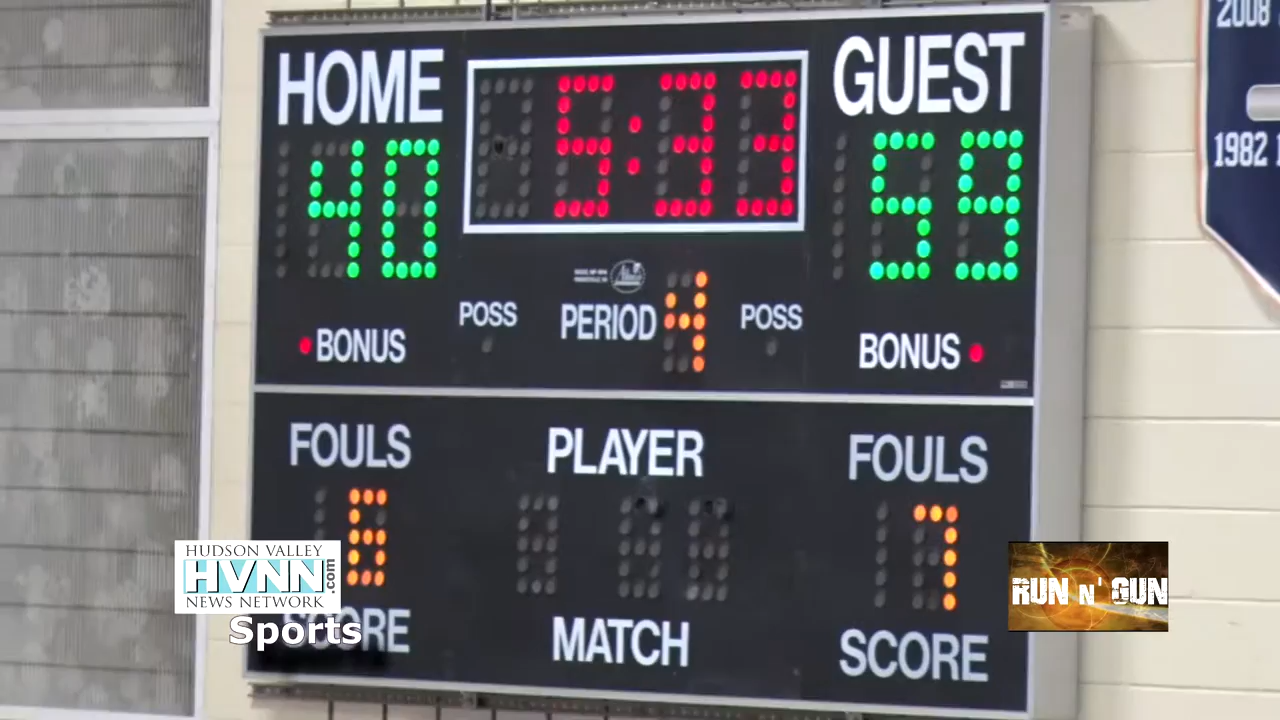 2008
1982
HOME
GUEST
5:33
40
59
POSS
PERIOD 4
POSS
BONUS
BONUS
FOULS
PLAYER
FOULS
6
7
HUDSON VALLEY
HVNN.com
NEWS NETWORK
Sports
RUN N' GUN
SCORE
MATCH
SCORE